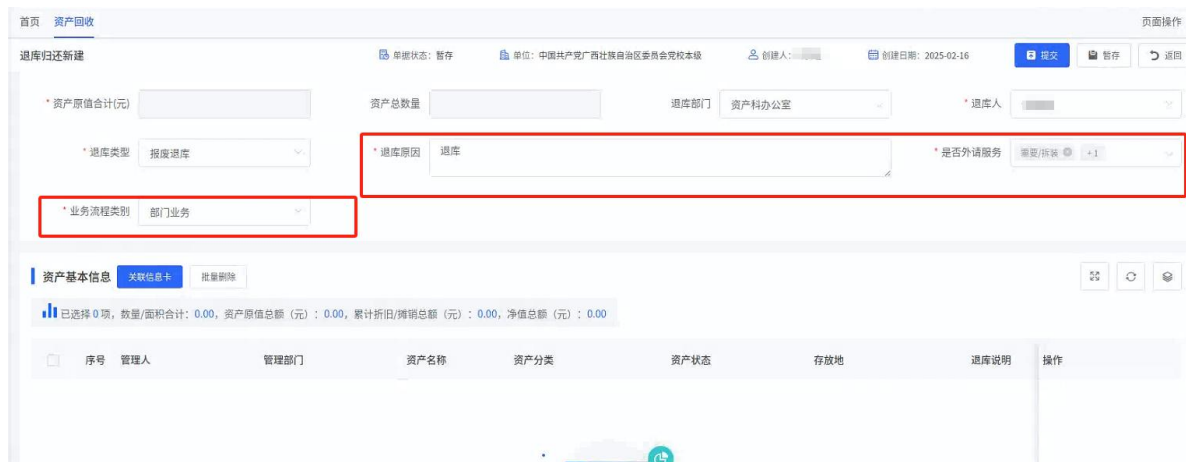 首页 资产回收 页面操作
退库归还新建 单据状态：暂存 单位：中国共产党广西壮族自治区委员会党校本级 创建人： 创建日期：2025-02-16 提交 暂存 返回
* 资产原值合计(元) 资产总数量 退库部门 资产科办公室 * 退库人
* 退库类型 报废退库 * 退库原因 退库 * 是否外请服务 需要/拆装 +1
* 业务流程类别 部门业务
资产基本信息 关联信息卡 批量删除
已选择 0 项，数量/面积合计：0.00，资产原值总额（元）：0.00，累计折旧/摊销总额（元）：0.00，净值总额（元）：0.00
序号 管理人 管理部门 资产名称 资产分类 资产状态 存放地 退库说明 操作